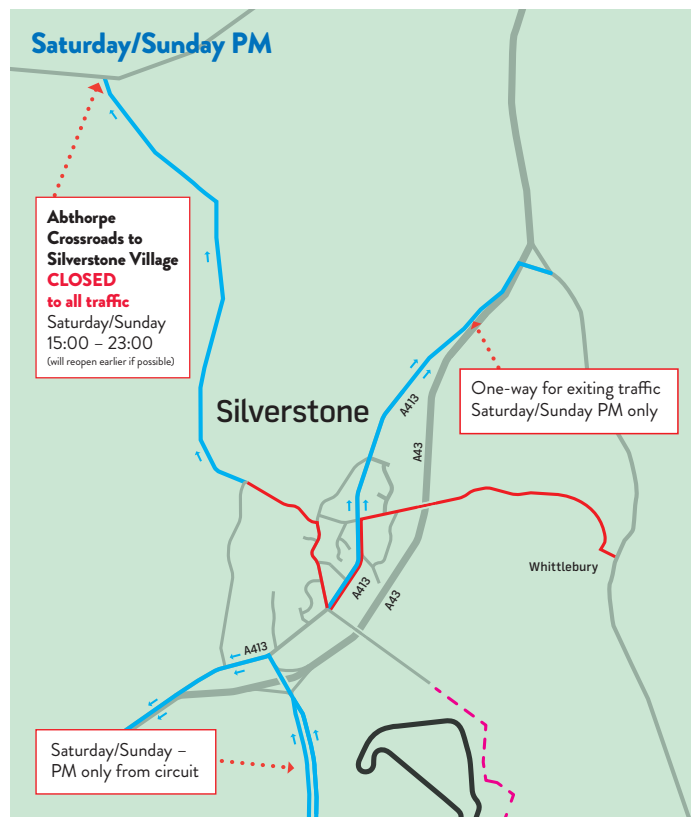 Saturday/Sunday PM
Abthorpe
Crossroads to
Silverstone Village
CLOSED
to all traffic
Saturday/Sunday
15:00 – 23:00
(will reopen earlier if possible)
Silverstone
A413
One-way for exiting traffic
Saturday/Sunday PM only
A43
Whittlebury
A413
A43
A413
Saturday/Sunday –
PM only from circuit